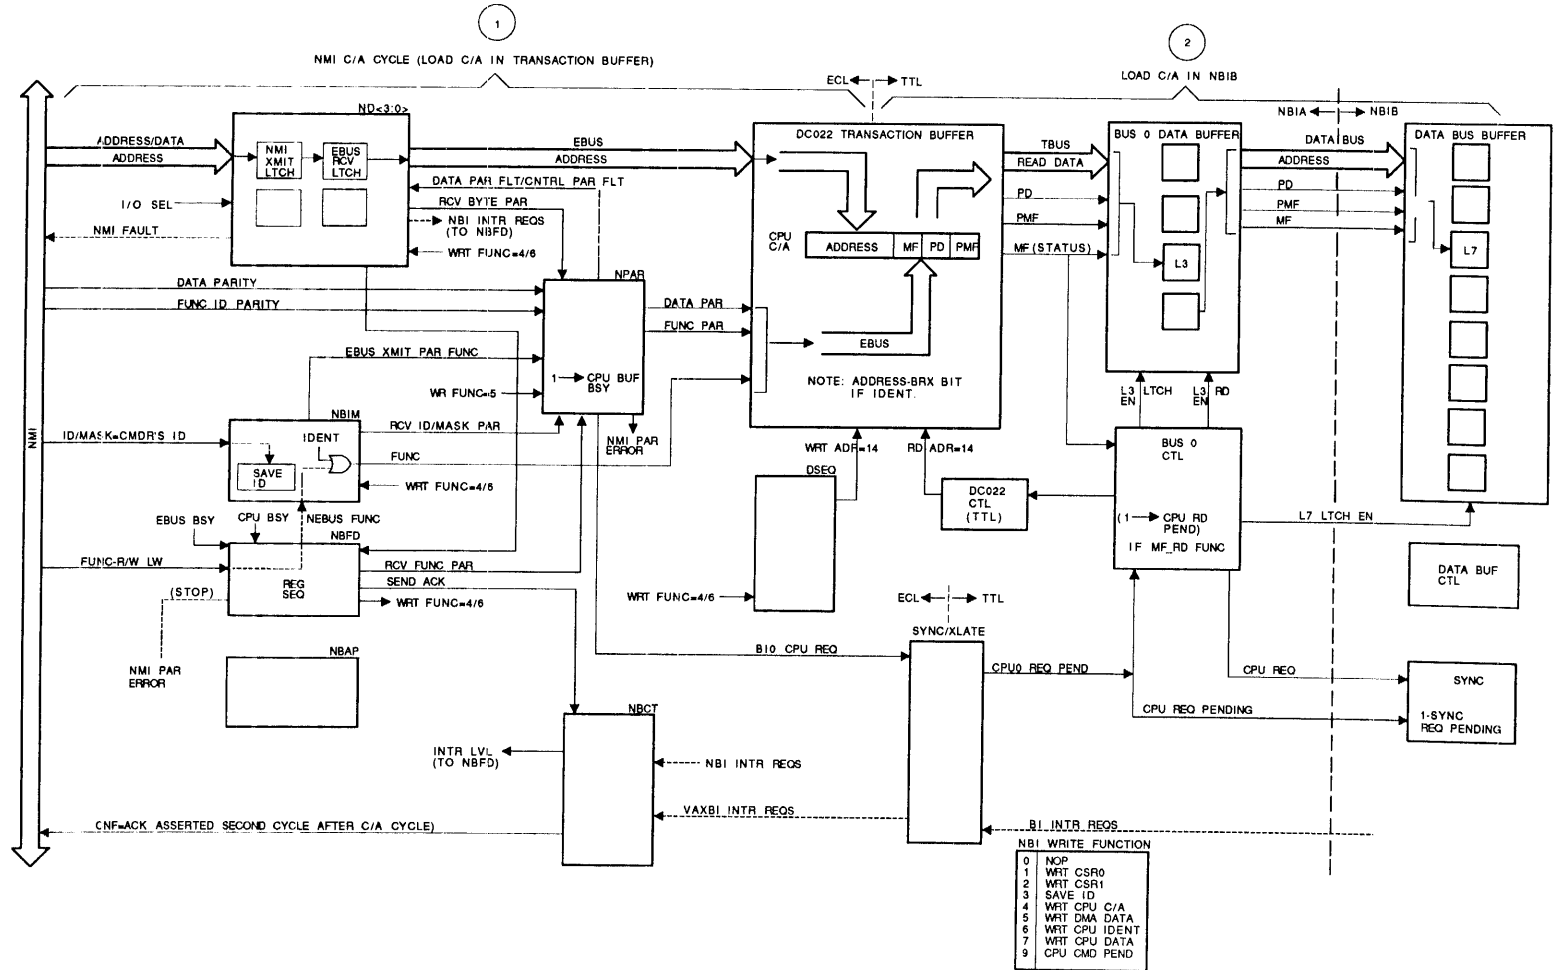 1
NMI C/A CYCLE (LOAD C/A IN TRANSACTION BUFFER)
2
LOAD C/A IN NBIB
ECL
TTL
NBIA
NBIB
ND<3:0>
ADDRESS/DATA
ADDRESS
NMI
XMIT
LTCH
EBUS
RCV
LTCH
EBUS
ADDRESS
DC022 TRANSACTION BUFFER
TBUS
READ DATA
BUS 0 DATA BUFFER
DATA BUS
ADDRESS
DATA BUS BUFFER
I/O SEL
NMI FAULT
DATA PAR FLT/CNTRL PAR FLT
RCV BYTE PAR
NBI INTR REQS
(TO NBFD)
WRT FUNC=4/6
PD
PMF
MF(STATUS)
PD
PMF
MF
CPU
C/A
ADDRESS
MF
PD
PMF
L3
L7
DATA PARITY
FUNC ID PARITY
NPAR
DATA PAR
FUNC PAR
EBUS
EBUS XMIT PAR FUNC
1
CPU BUF
BSY
WR FUNC=5
NOTE: ADDRESS-BRX BIT
IF IDENT.
L3
EN
LTCH
L3
EN
RD
NMI
NBIM
ID/MASK=CMDR'S ID
IDENT
SAVE
ID
RCV ID/MASK PAR
FUNC
WRT FUNC=4/6
NMI PAR
ERROR
WRT ADR=14
RD ADR=14
BUS 0
CTL
DSEQ
DC022
CTL
(TTL)
(1
CPU RD
PEND)
IF MF_RD FUNC
L7 LTCH EN
EBUS BSY
CPU BSY
NEBUS FUNC
NBFD
FUNC-R/W LW
REG
SEQ
RCV FUNC PAR
SEND ACK
WRT FUNC=4/6
(STOP)
WRT FUNC=4/6
DATA BUF
CTL
ECL
TTL
SYNC/XLATE
NMI PAR
ERROR
NBAP
BI0 CPU REQ
CPU0 REQ PEND
CPU REQ
SYNC
CPU REQ PENDING
1-SYNC
REQ PENDING
NBCT
INTR LVL
(TO NBFD)
NBI INTR REQS
VAXBI INTR REQS
BI INTR REQS
CNF=ACK ASSERTED SECOND CYCLE AFTER C/A CYCLE)
NBI WRITE FUNCTION
0 NOP
1 WRT CSR0
2 WRT CSR1
3 SAVE ID
4 WRT CPU C/A
5 WRT DMA DATA
6 WRT CPU IDENT
7 WRT CPU DATA
9 CPU CMD PEND